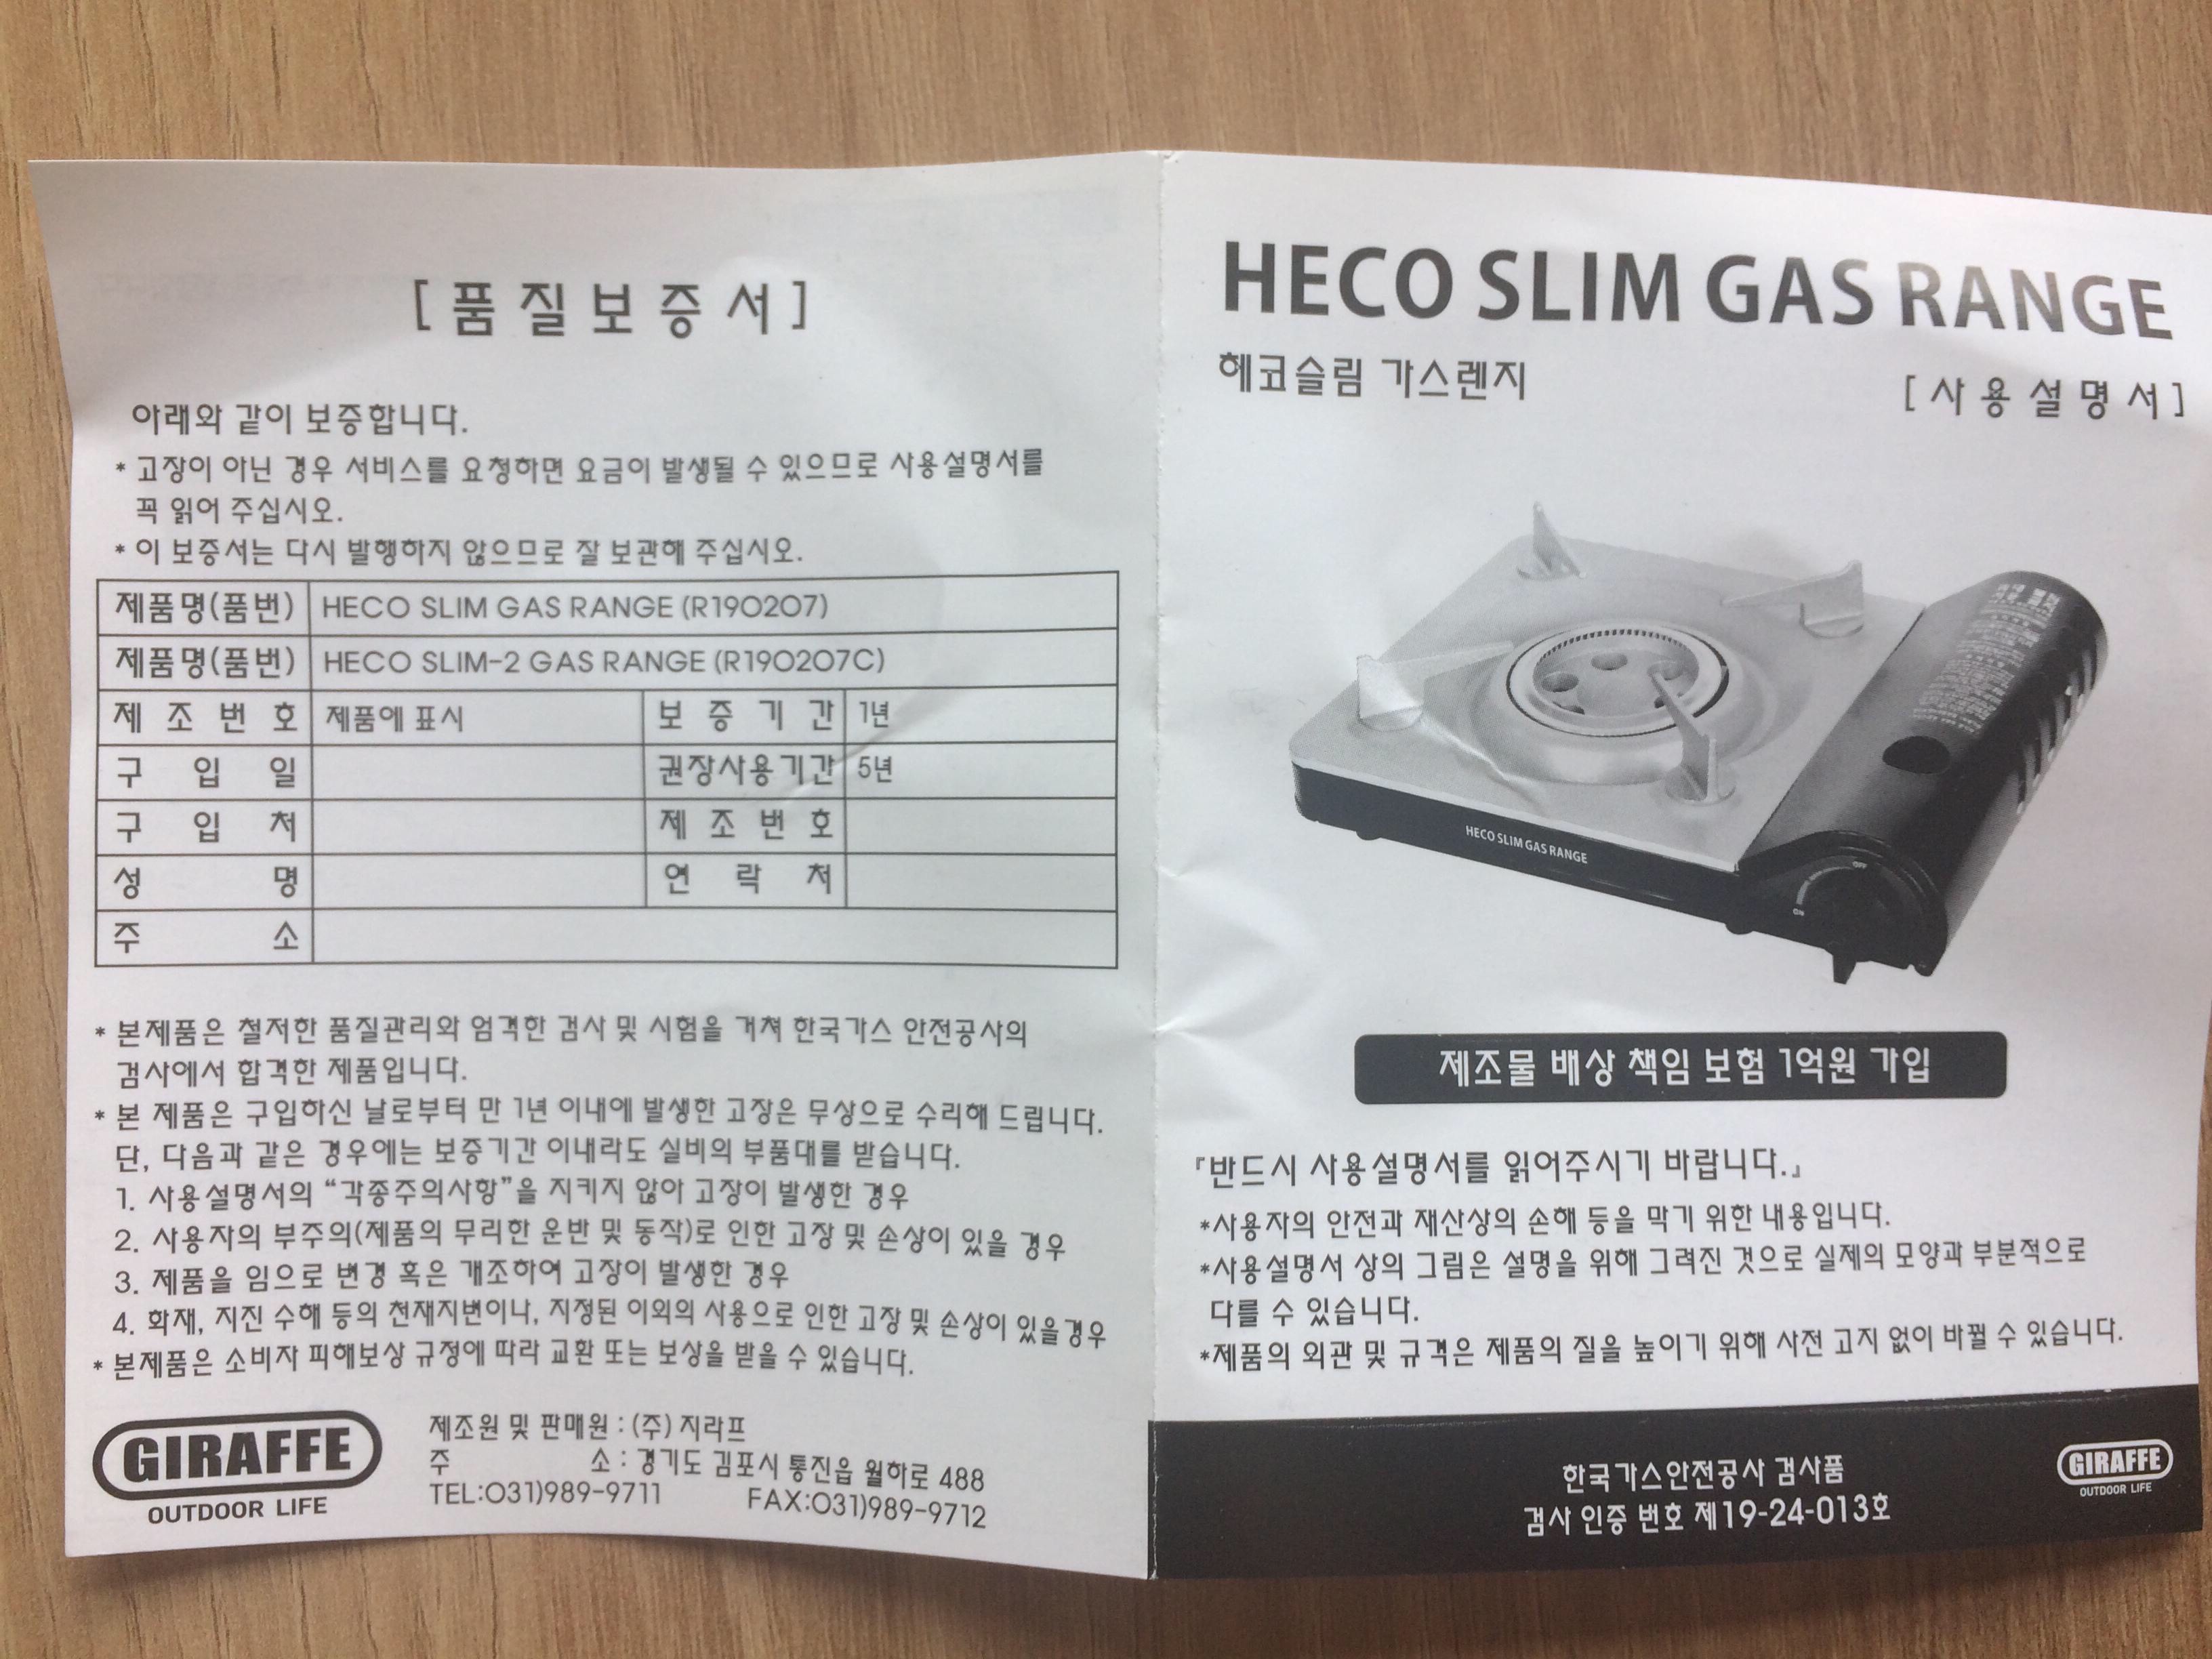 [ 품 질 보 증 서 ]
아래와 같이 보증합니다.
* 고장이 아닌 경우 서비스를 요청하면 요금이 발생될 수 있으므로 사용설명서를
꼭 읽어 주십시오.
* 이 보증서는 다시 발행하지 않으므로 잘 보관해 주십시오.
제품명(품번) HECO SLIM GAS RANGE (R190207)
제품명(품번) HECO SLIM-2 GAS RANGE (R190207C)
제 조 번 호 제품에 표시 보 증 기 간 1년
구 입 일 권장사용기간 5년
구 입 처 제 조 번 호
성 명 연 락 처
주 소
* 본제품은 철저한 품질관리와 엄격한 검사 및 시험을 거쳐 한국가스 안전공사의
검사에서 합격한 제품입니다.
* 본 제품은 구입하신 날로부터 만 1년 이내에 발생한 고장은 무상으로 수리해 드립니다.
단, 다음과 같은 경우에는 보증기간 이내라도 실비의 부품대를 받습니다.
1. 사용설명서의 “각종주의사항”을 지키지 않아 고장이 발생한 경우
2. 사용자의 부주의(제품의 무리한 운반 및 동작)로 인한 고장 및 손상이 있을 경우
3. 제품을 임으로 변경 혹은 개조하여 고장이 발생한 경우
4. 화재, 지진 수해 등의 천재지변이나, 지정된 이외의 사용으로 인한 고장 및 손상이 있을경우
* 본제품은 소비자 피해보상 규정에 따라 교환 또는 보상을 받을 수 있습니다.
GIRAFFE
OUTDOOR LIFE
제조원 및 판매원 : (주) 지라프
주 소 : 경기도 김포시 통진읍 월하로 488
TEL:031)989-9711 FAX:031)989-9712
HECO SLIM GAS RANGE
헤코슬림 가스렌지
[ 사 용 설 명 서 ]
HECO SLIM GAS RANGE
OFF
ON
제조물 배상 책임 보험 1억원 가입
『반드시 사용설명서를 읽어주시기 바랍니다.』
*사용자의 안전과 재산상의 손해 등을 막기 위한 내용입니다.
*사용설명서 상의 그림은 설명을 위해 그려진 것으로 실제의 모양과 부분적으로
다를 수 있습니다.
*제품의 외관 및 규격은 제품의 질을 높이기 위해 사전 고지 없이 바뀔 수 있습니다.
한국가스안전공사 검사품
검사 인증 번호 제19-24-013호
GIRAFFE
OUTDOOR LIFE